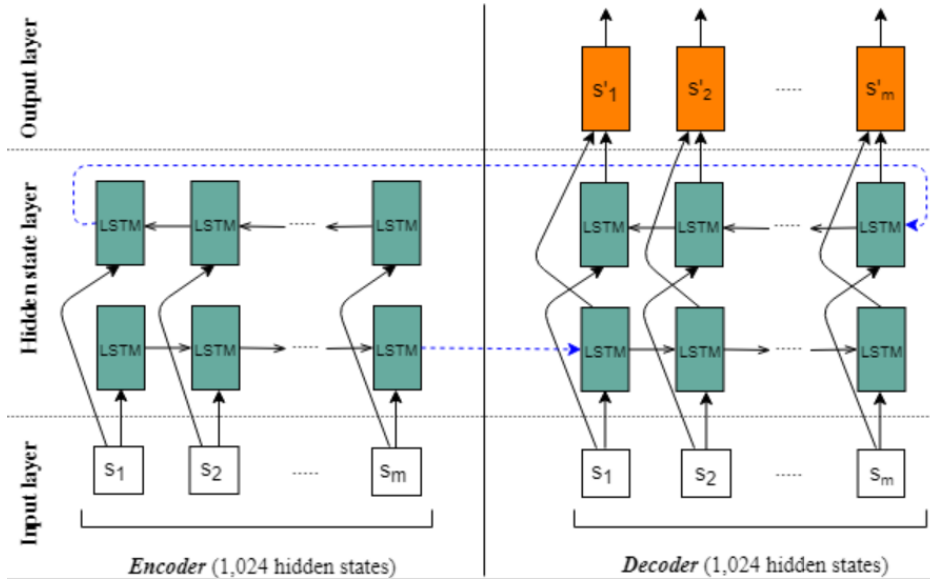 Output layer
S'1 S'2 ..... S'm
Hidden state layer
LSTM LSTM ..... LSTM LSTM LSTM ..... LSTM
LSTM LSTM ..... LSTM LSTM LSTM ..... LSTM
Input layer
S1 S2 ..... Sm S1 S2 ..... Sm
Encoder (1,024 hidden states) Decoder (1,024 hidden states)